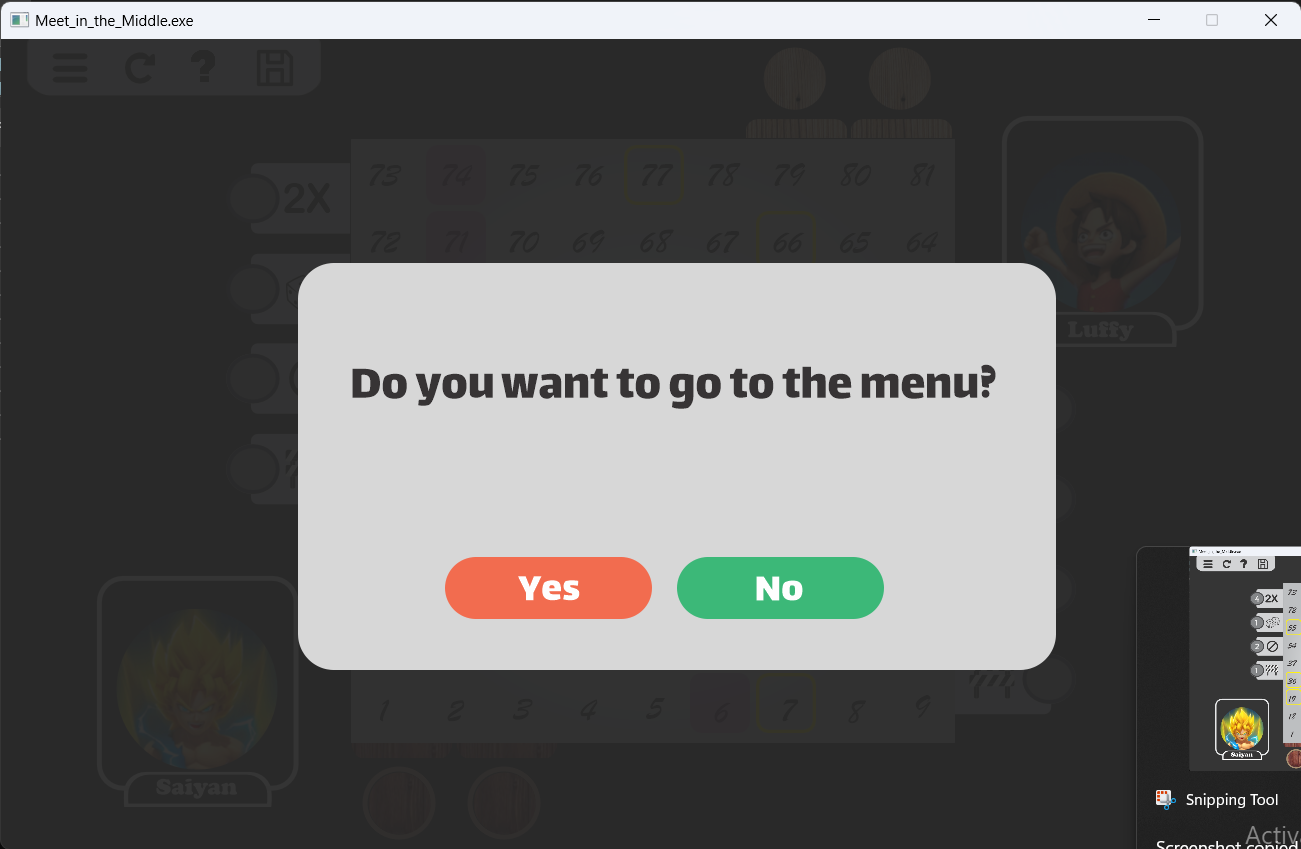 Meet_in_the_Middle.exe
?
73 74 75 76 77 78 79 80 81
2X
72 71 70 69 68 67 66 65 64
Luffy
Do you want to go to the menu?
Yes
No
1 2 3 4 5 6 7 8 9
Saiyan
?
4 2X
73
72
1
55
2
54
37
1
36
19
18
1
Saiyan
Snipping Tool
Screenshot copied